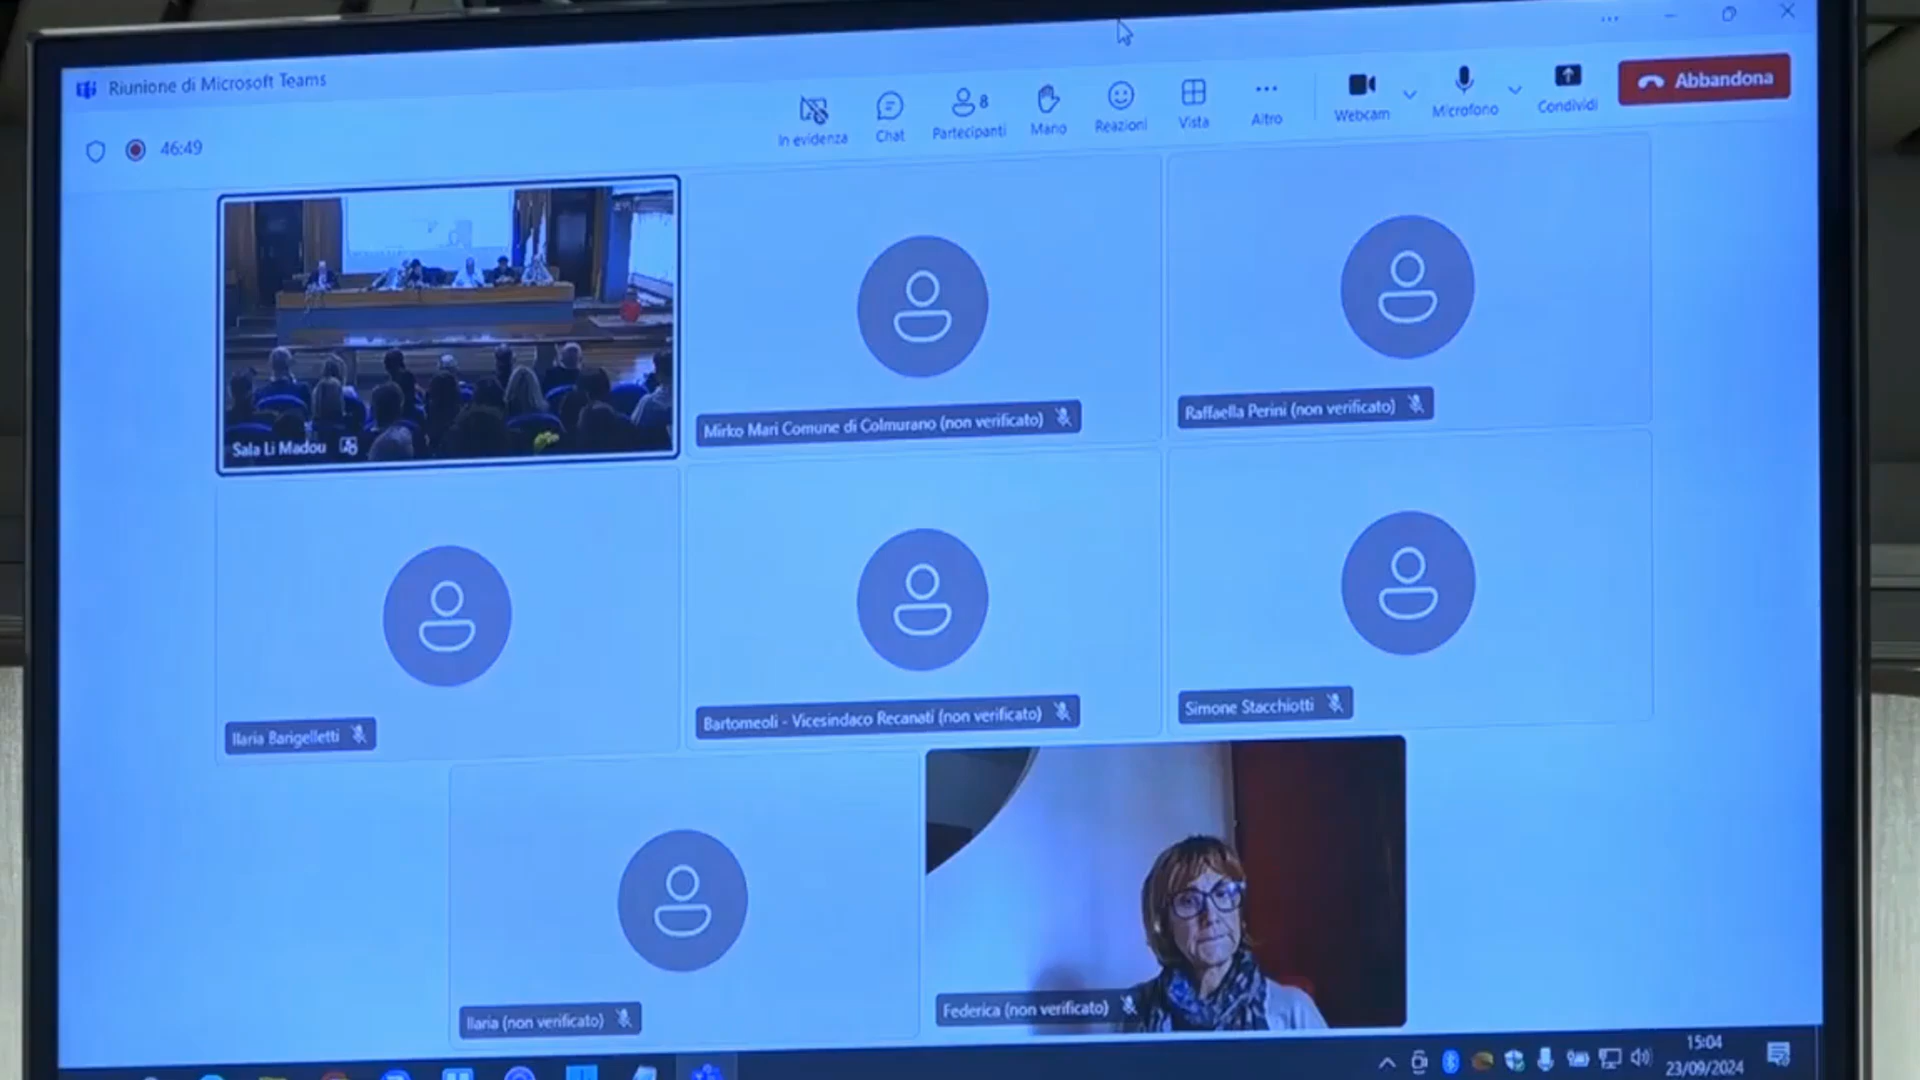 Riunione di Microsoft Teams
46:49
In evidenza
Chat
8
Partecipanti
Mano
Reazioni
Vista
Altro
Webcam
Microfono
Condividi
Abbandona
Sala Li Madou
Mirko Mari Comune di Colmurano (non verificato)
Raffaella Perini (non verificato)
Ilaria Barigelletti
Bartomeoli - Vicesindaco Recanati (non verificato)
Simone Stacchiotti
Ilaria (non verificato)
Federica (non verificato)
15:04
23/09/2024